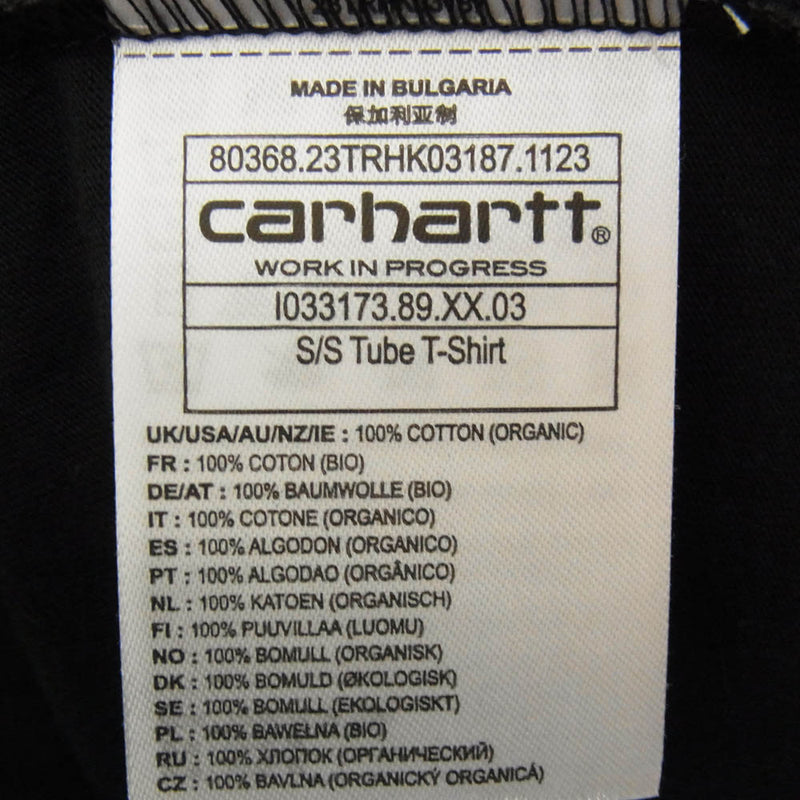 MADE IN BULGARIA
保加利亚制
80368.23TRHK03187.1123
carhartt®
WORK IN PROGRESS
I033173.89.XX.03
S/S Tube T-Shirt
UK/USA/AU/NZ/IE : 100% COTTON (ORGANIC)
FR : 100% COTON (BIO)
DE/AT : 100% BAUMWOLLE (BIO)
IT : 100% COTONE (ORGANICO)
ES : 100% ALGODON (ORGANICO)
PT : 100% ALGODAO (ORGÂNICO)
NL : 100% KATOEN (ORGANISCH)
FI : 100% PUUVILLAA (LUOMU)
NO : 100% BOMULL (ORGANISK)
DK : 100% BOMULD (ØKOLOGISK)
SE : 100% BOMULL (EKOLOGISKT)
PL : 100% BAWEŁNA (BIO)
RU : 100% ХЛОПОК (ОРГАНИЧЕСКИЙ)
CZ : 100% BAVLNA (ORGANICKÝ ORGANICÁ)